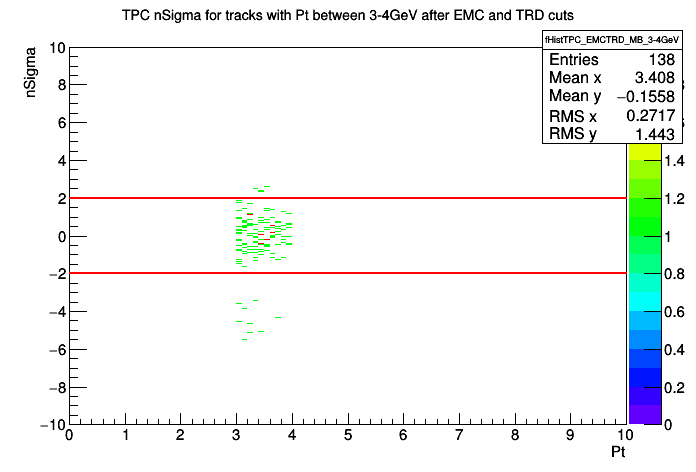 TPC nSigma for tracks with Pt between 3-4GeV after EMC and TRD cuts
fHistTPC_EMCTRD_MB_3-4GeV
Entries 138
Mean x 3.408
Mean y −0.1558
RMS x 0.2717
RMS y 1.443
nSigma
10
8
6
4
2
0
−2
−4
−6
−8
−10
0 1 2 3 4 5 6 7 8 9 10
Pt
1.4
1.2
1
0.8
0.6
0.4
0.2
0